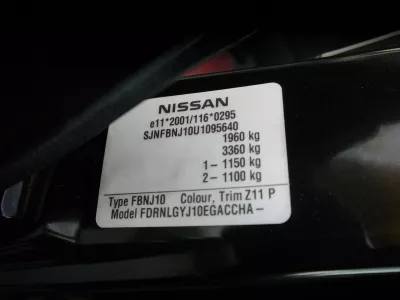 NISSAN
e11*2001/116*0295
SJNFBNJ10U1095640
1960 kg
3360 kg
1- 1150 kg
2- 1100 kg
Type FBNJ10 Colour, Trim Z11 P
Model FDRNLGYJ10EGACCHA-